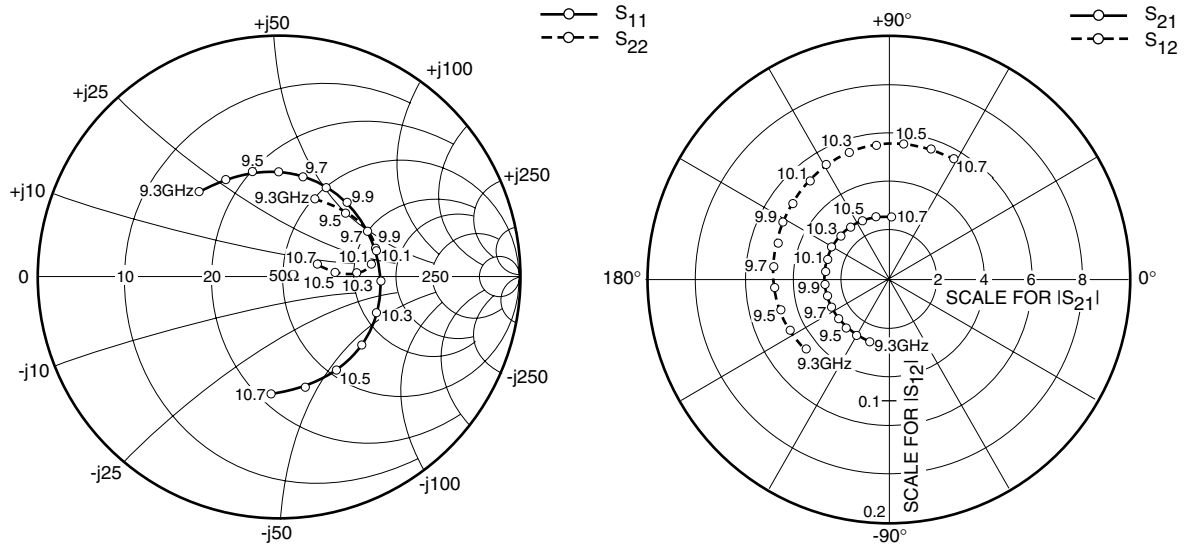 S11
S22
+j50
+j25
+j100
+j10
+j250
0
10
20
50Ω
250
-j10
-j250
-j25
-j100
-j50
9.3GHz
9.5
9.7
9.9
10.1
10.3
10.5
10.7
9.3GHz
9.5
9.7
9.9
10.1
10.3
10.5
10.7
S21
S12
+90°
180°
0°
-90°
2
4
6
8
SCALE FOR |S21|
SCALE FOR |S12|
0.1
0.2
10.3
10.5
10.7
10.1
9.9
9.7
9.5
9.3GHz
10.5
10.7
10.3
10.1
9.9
9.7
9.5
9.3GHz